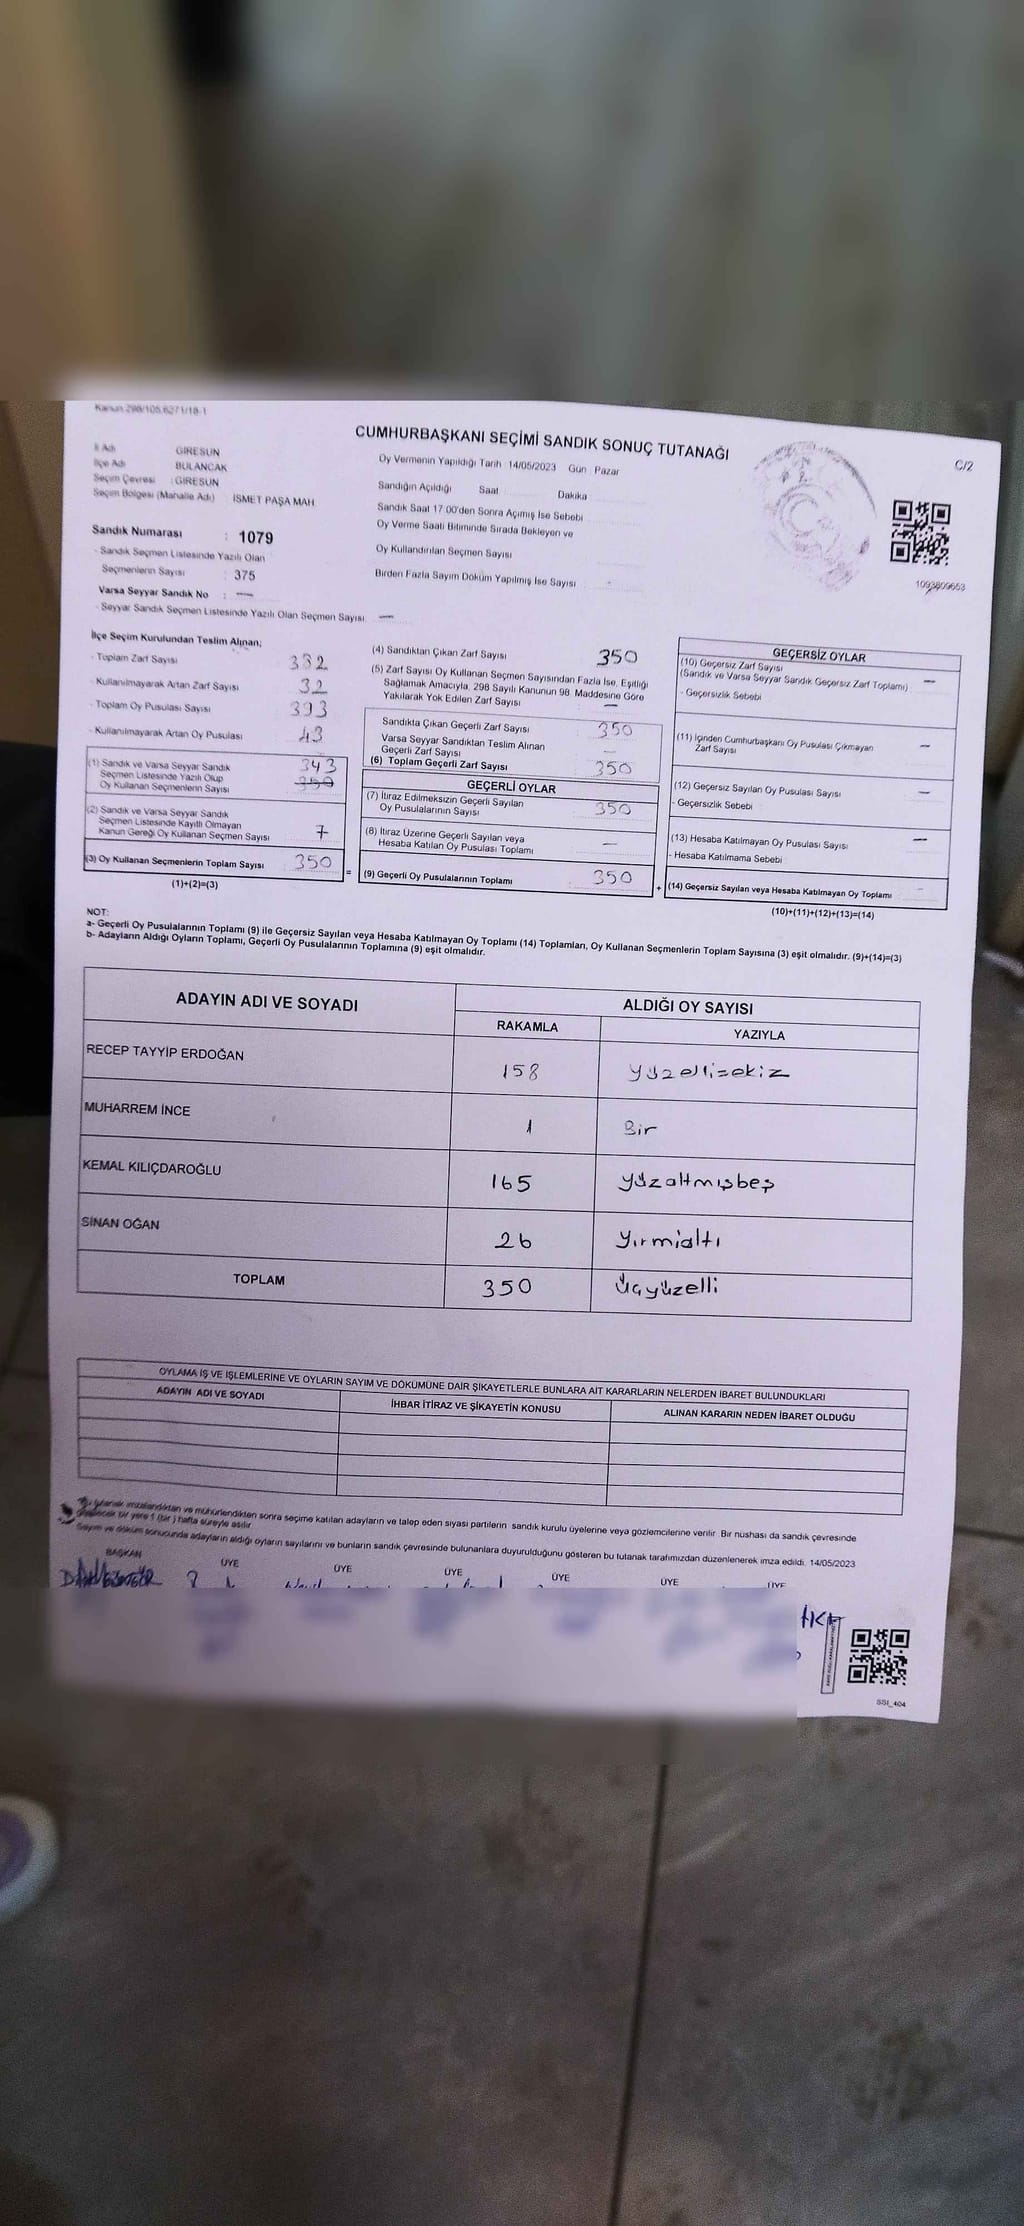 Kanun 298/105.6271/18-1
CUMHURBAŞKANI SEÇİMİ SANDIK SONUÇ TUTANAĞI
C/2
İl Adı GİRESUN
İlçe Adı BULANCAK
Seçim Çevresi : GİRESUN
Seçim Bölgesi (Mahalle Adı) : İSMET PAŞA MAH
Sandık Numarası : 1079
- Sandık Seçmen Listesinde Yazılı Olan
Seçmenlerin Sayısı : 375
Varsa Seyyar Sandık No : —
- Seyyar Sandık Seçmen Listesinde Yazılı Olan Seçmen Sayısı —
Oy Vermenin Yapıldığı Tarih 14/05/2023 Gün : Pazar
Sandığın Açıldığı Saat Dakika
Sandık Saat 17.00'den Sonra Açımış İse Sebebi
Oy Verme Saati Bitiminde Sırada Bekleyen ve
Oy Kullandırılan Seçmen Sayısı
Birden Fazla Sayım Döküm Yapılmış İse Sayısı -
1093809653
İlçe Seçim Kurulundan Teslim Alınan;
- Toplam Zarf Sayısı 382
- Kullanılmayarak Artan Zarf Sayısı 32
- Toplam Oy Pusulası Sayısı 393
- Kullanılmayarak Artan Oy Pusulası 43
(1) Sandık ve Varsa Seyyar Sandık 343
Seçmen Listesinde Yazılı Olup 350
Oy Kullanan Seçmenlerin Sayısı
(2) Sandık ve Varsa Seyyar Sandık
Seçmen Listesinde Kayıtlı Olmayan
Kanun Gereği Oy Kullanan Seçmen Sayısı 7
(3) Oy Kullanan Seçmenlerin Toplam Sayısı 350
(1)+(2)=(3)
=
(4) Sandıktan Çıkan Zarf Sayısı 350
(5) Zarf Sayısı Oy Kullanan Seçmen Sayısından Fazla İse, Eşitliği
Sağlamak Amacıyla, 298 Sayılı Kanunun 98. Maddesine Göre
Yakılarak Yok Edilen Zarf Sayısı —
Sandıkta Çıkan Geçerli Zarf Sayısı 350
Varsa Seyyar Sandıktan Teslim Alınan
Geçerli Zarf Sayısı —
(6) Toplam Geçerli Zarf Sayısı 350
GEÇERLİ OYLAR
(7) İtiraz Edilmeksizin Geçerli Sayılan
Oy Pusulalarının Sayısı 350
(8) İtiraz Üzerine Geçerli Sayılan veya
Hesaba Katılan Oy Pusulası Toplamı —
(9) Geçerli Oy Pusulalarının Toplamı 350
+
GEÇERSİZ OYLAR
(10) Geçersiz Zarf Sayısı
(Sandık ve Varsa Seyyar Sandık Geçersiz Zarf Toplamı) —
- Geçersizlik Sebebi
(11) İçinden Cumhurbaşkanı Oy Pusulası Çıkmayan
Zarf Sayısı —
(12) Geçersiz Sayılan Oy Pusulası Sayısı —
- Geçersizlik Sebebi
(13) Hesaba Katılmayan Oy Pusulası Sayısı —
- Hesaba Katılmama Sebebi
(14) Geçersiz Sayılan veya Hesaba Katılmayan Oy Toplamı
(10)+(11)+(12)+(13)=(14)
NOT:
a- Geçerli Oy Pusulalarının Toplamı (9) ile Geçersiz Sayılan veya Hesaba Katılmayan Oy Toplamı (14) Toplamları, Oy Kullanan Seçmenlerin Toplam Sayısına (3) eşit olmalıdır. (9)+(14)=(3)
b- Adayların Aldığı Oyların Toplamı, Geçerli Oy Pusulalarının Toplamına (9) eşit olmalıdır.
ADAYIN ADI VE SOYADI
ALDIĞI OY SAYISI
RAKAMLA YAZIYLA
RECEP TAYYİP ERDOĞAN 158 yüzellisekiz
MUHARREM İNCE 1 Bir
KEMAL KILIÇDAROĞLU 165 yüzaltmışbeş
SİNAN OĞAN 26 yırmialtı
TOPLAM 350 üçyüzelli
OYLAMA İŞ VE İŞLEMLERİNE VE OYLARIN SAYIM VE DÖKÜMÜNE DAİR ŞİKAYETLERLE BUNLARA AİT KARARLARIN NELERDEN İBARET BULUNDUKLARI
ADAYIN ADI VE SOYADI İHBAR İTİRAZ VE ŞİKAYETİN KONUSU ALINAN KARARIN NEDEN İBARET OLDUĞU
tutanak imzalandıktan ve mühürlendikten sonra seçime katılan adayların ve talep eden siyasi partilerin sandık kurulu üyelerine veya gözlemcilerine verilir. Bir nüshası da sandık çevresinde
bir yere 1 (bir ) hafta süreyle asılır.
Sayım ve döküm sonucunda adayların aldığı oyların sayılarını ve bunların sandık çevresinde bulunanlara duyurulduğunu gösteren bu tutanak tarafımızdan düzenlenerek imza edildi. 14/05/2023
BAŞKAN ÜYE ÜYE ÜYE ÜYE ÜYE ÜYE
SSI_404